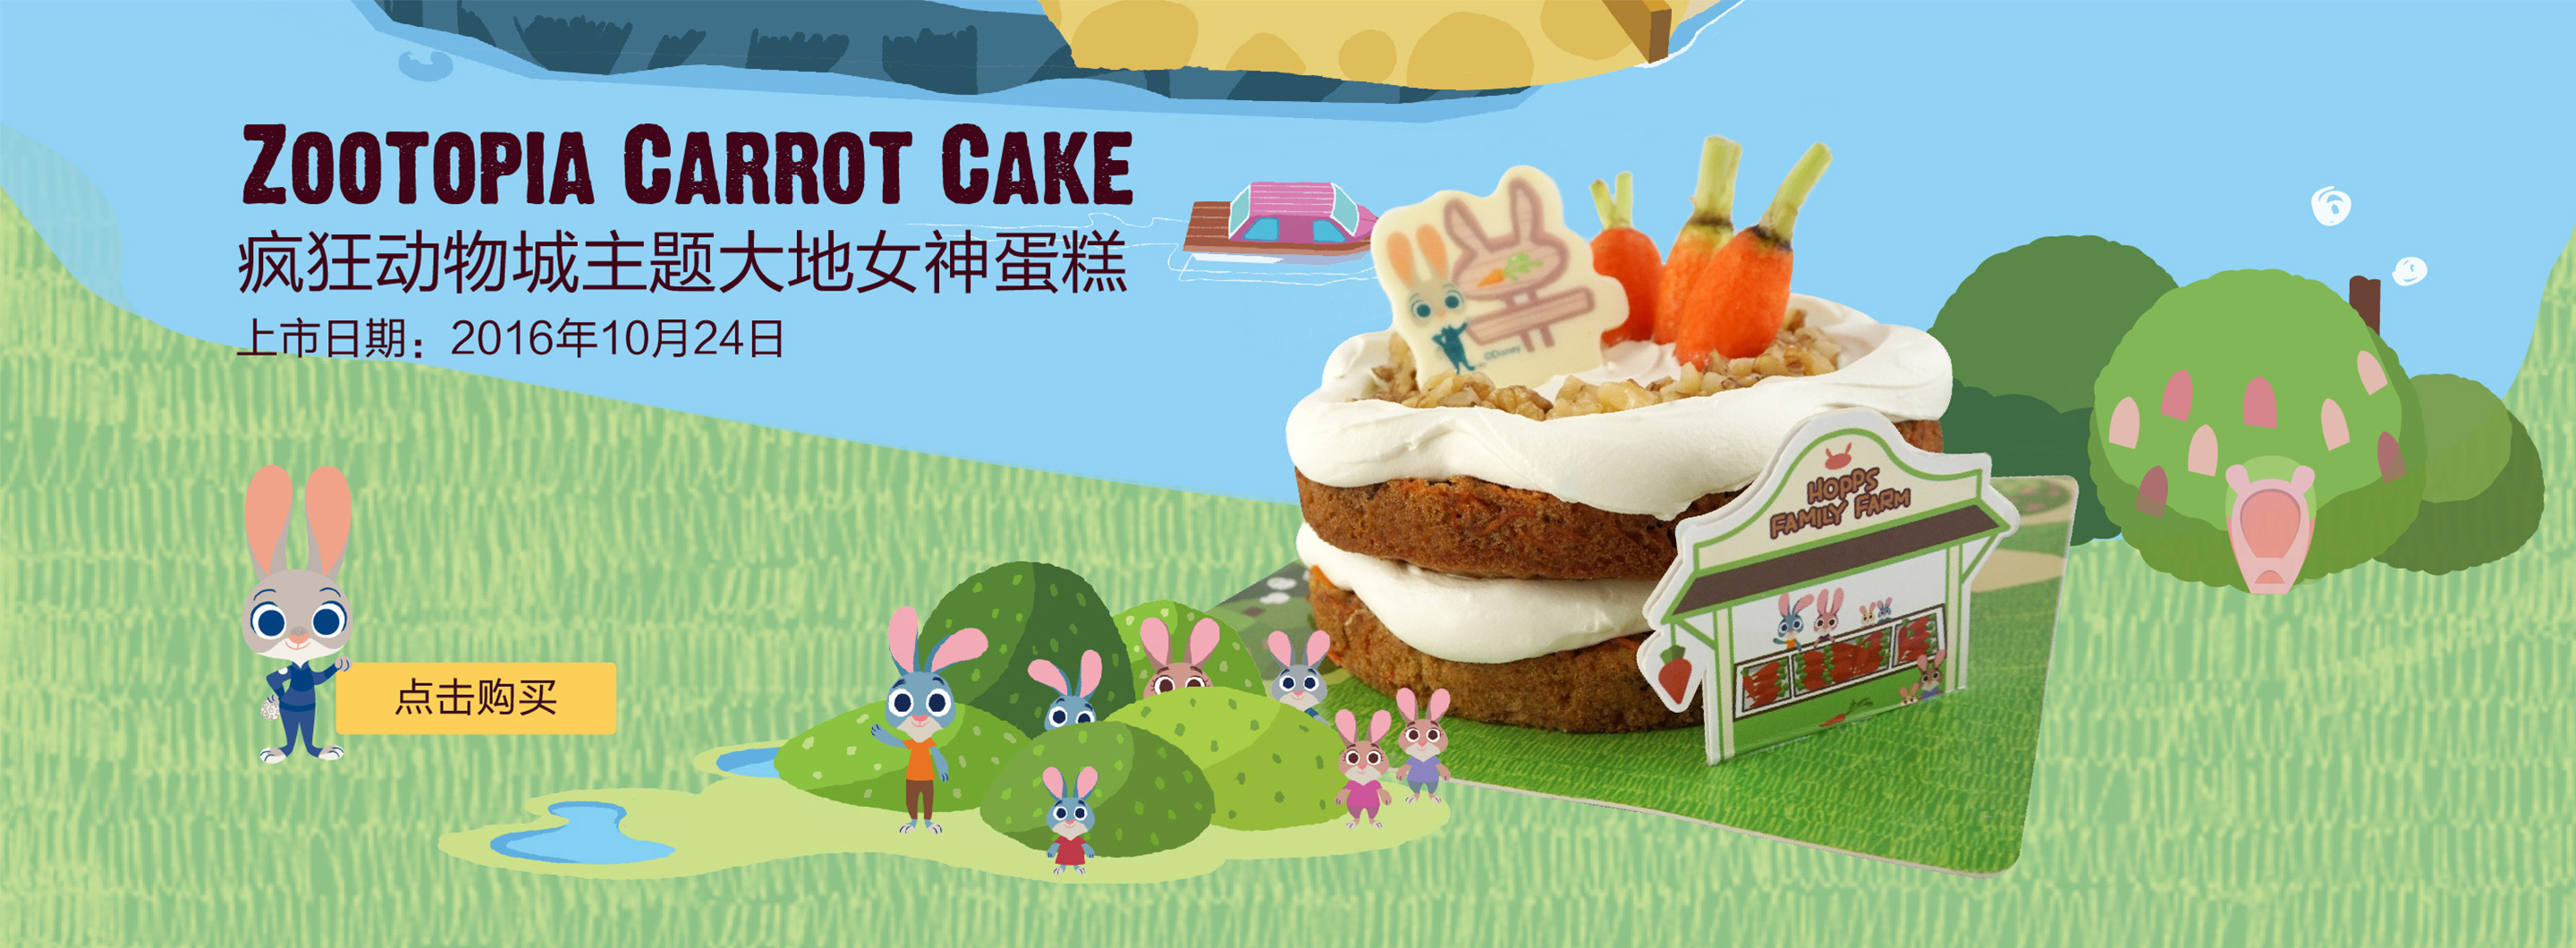 ZOOTOPIA CARROT CAKE
疯狂动物城主题大地女神蛋糕
上市日期：2016年10月24日
©Disney
HOPPS
FAMILY FARM
点击购买